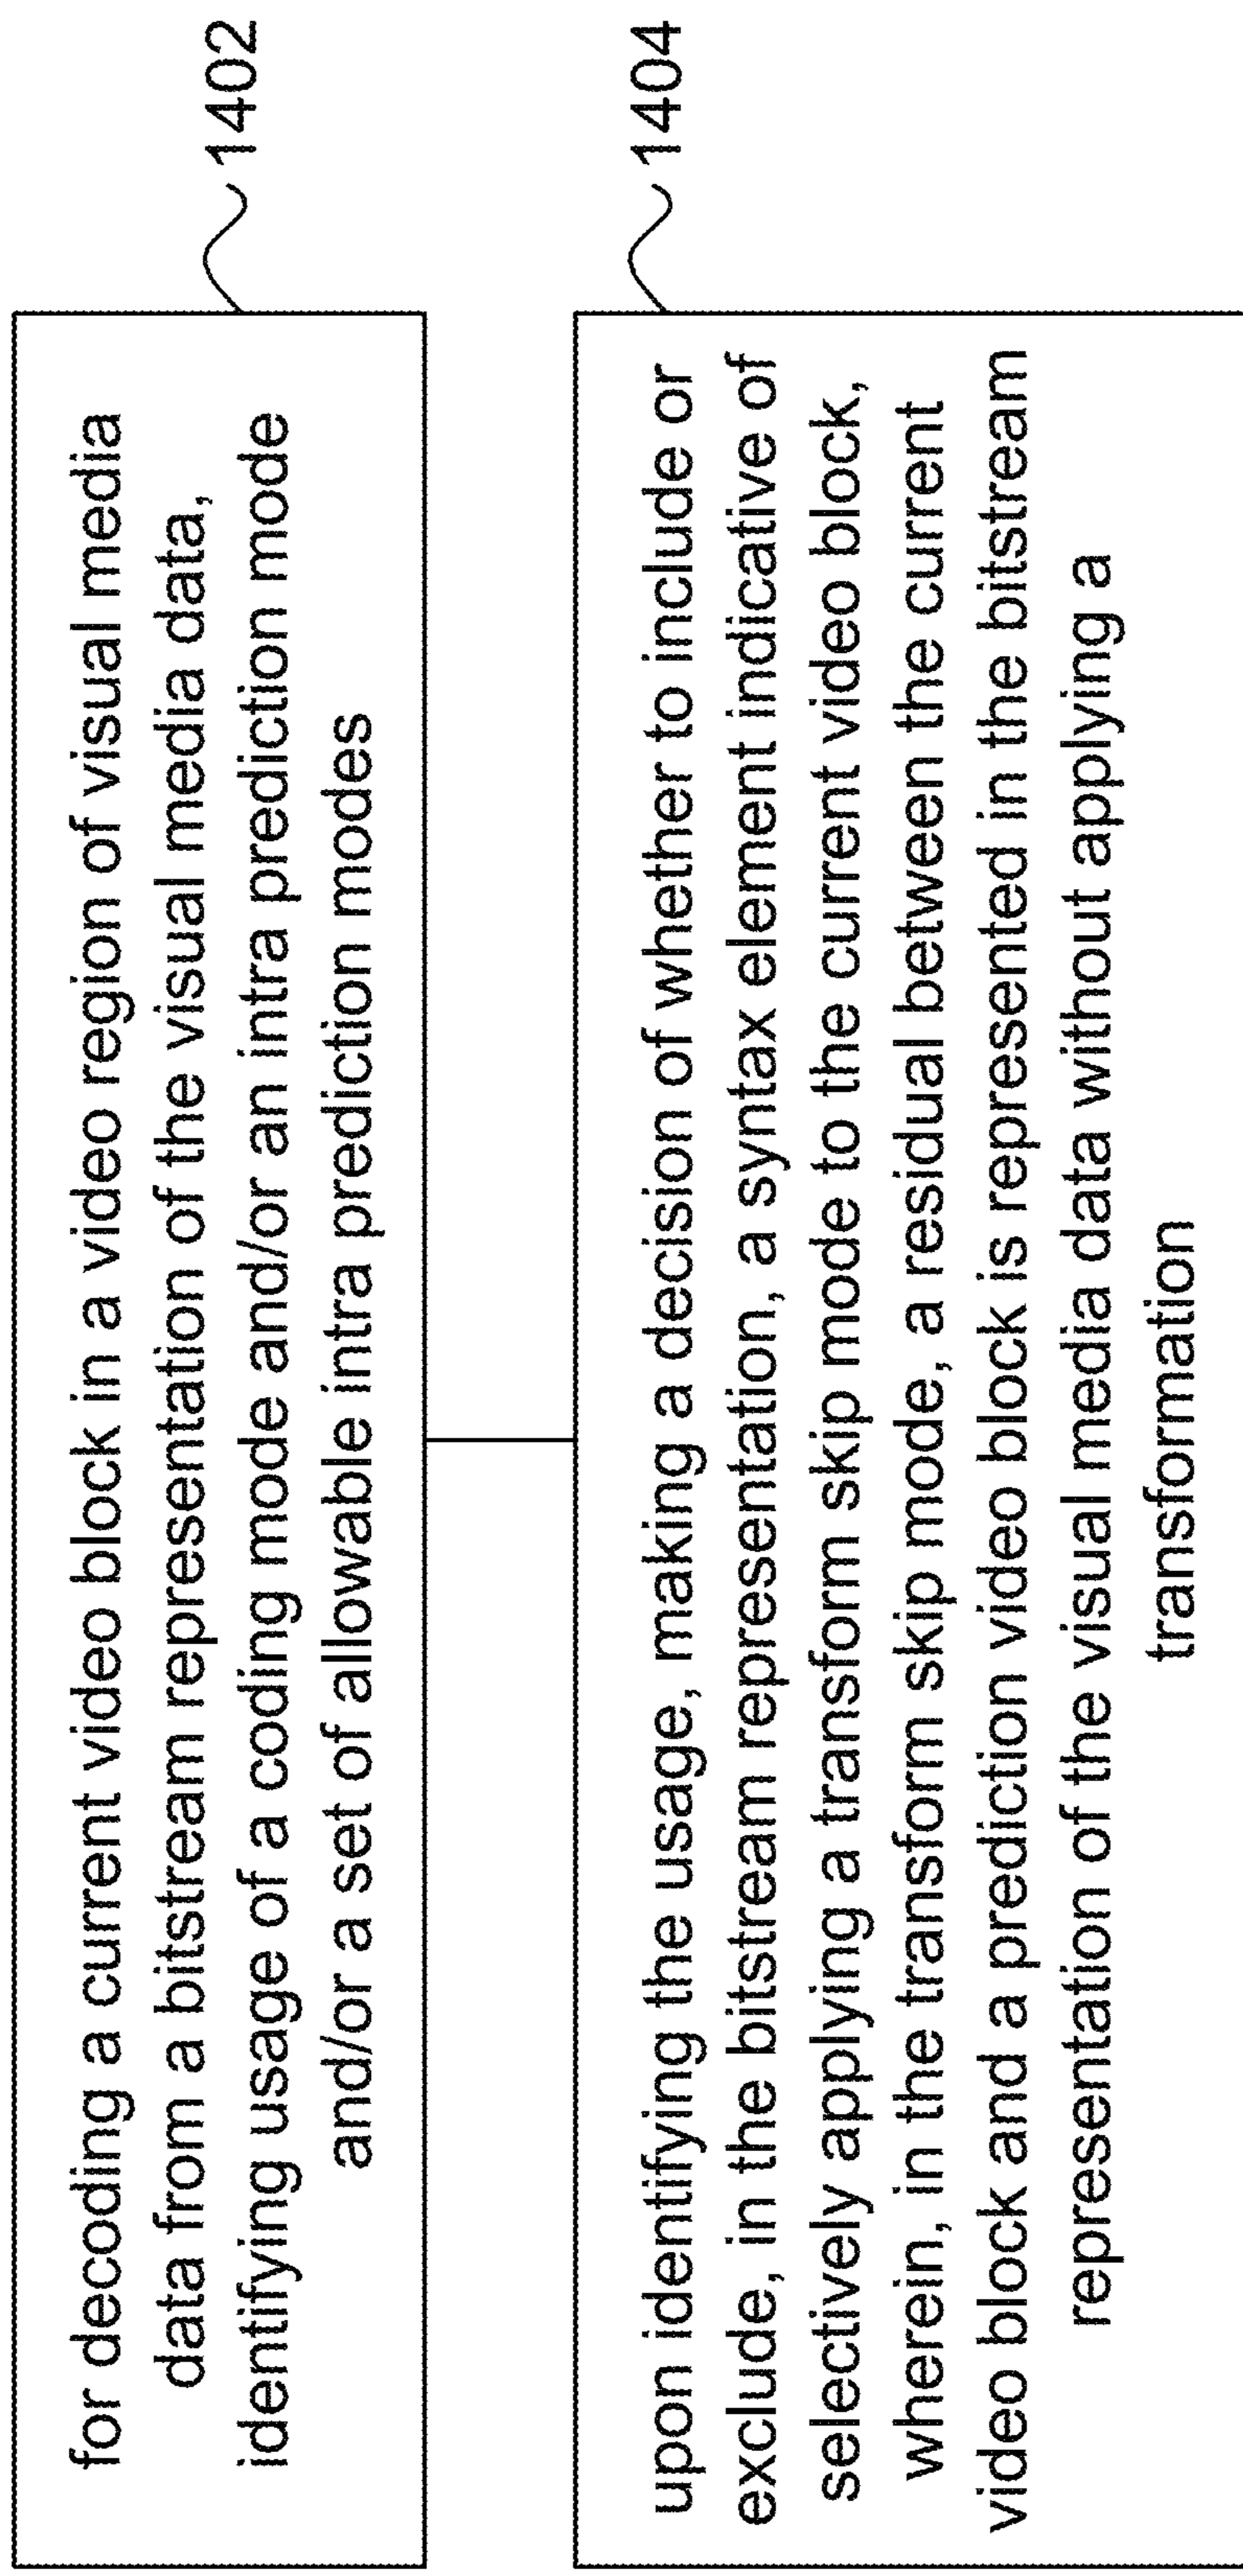 for decoding a current video block in a video region of visual media
data from a bitstream representation of the visual media data,
identifying usage of a coding mode and/or an intra prediction mode
and/or a set of allowable intra prediction modes
1402
upon identifying the usage, making a decision of whether to include or
exclude, in the bitstream representation, a syntax element indicative of
selectively applying a transform skip mode to the current video block,
wherein, in the transform skip mode, a residual between the current
video block and a prediction video block is represented in the bitstream
representation of the visual media data without applying a
transformation
1404